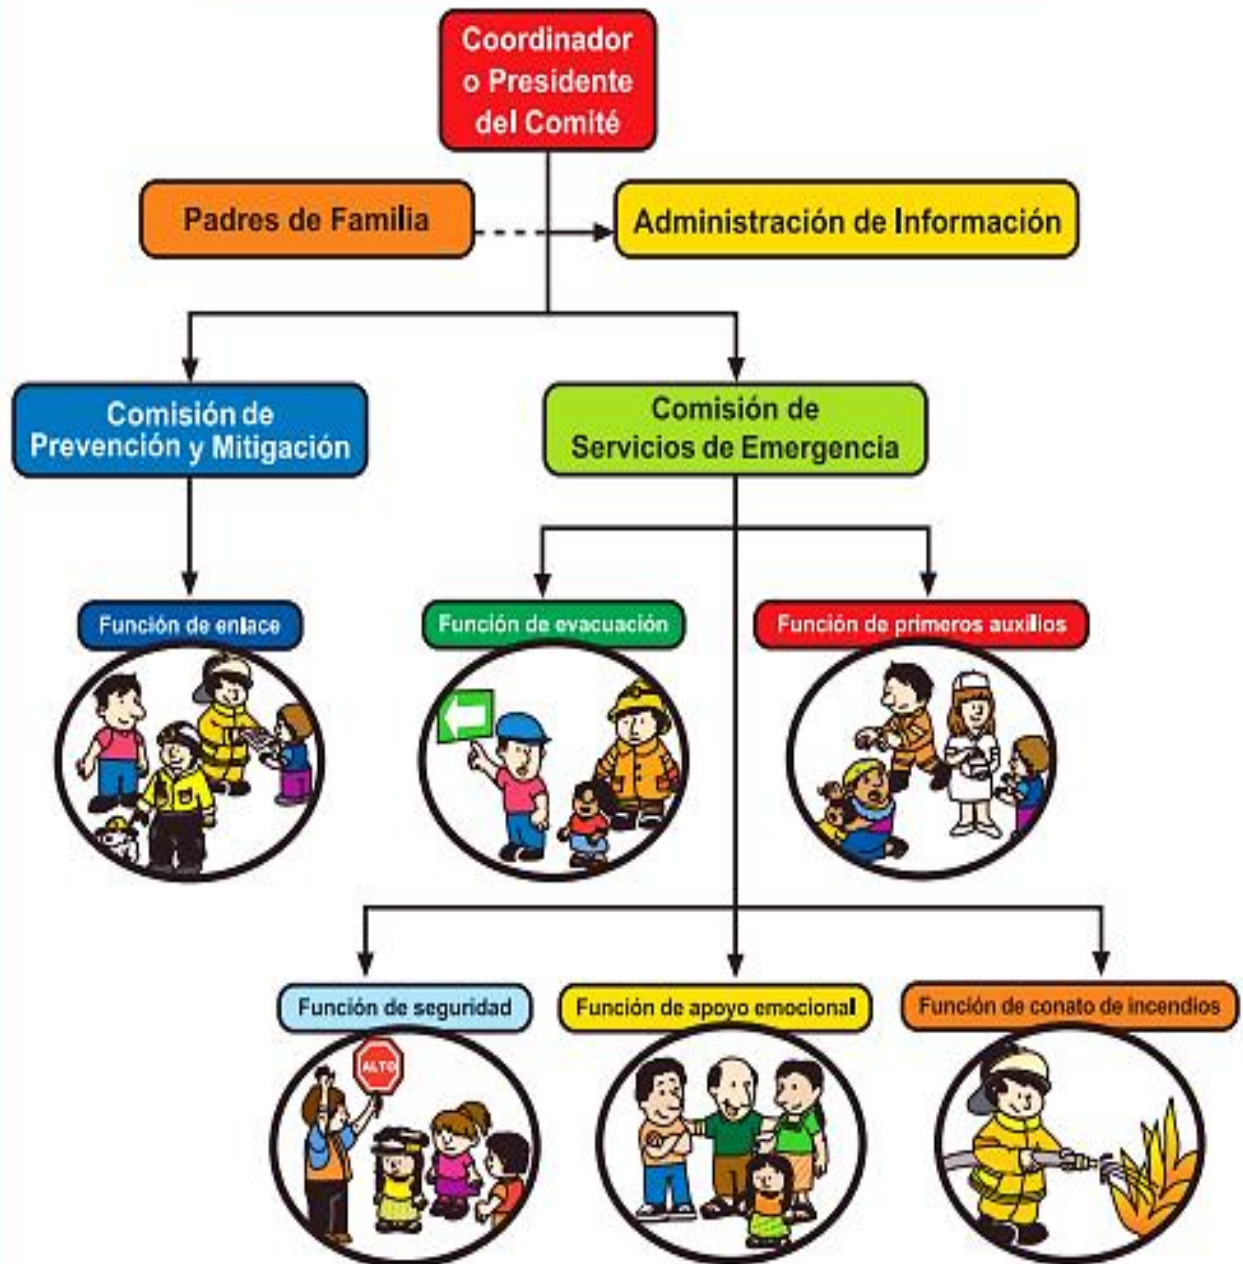 Coordinador
o Presidente
del Comité
Padres de Familia
Administración de Información
Comisión de
Prevención y Mitigación
Comisión de
Servicios de Emergencia
Función de enlace
Función de evacuación
Función de primeros auxilios
Función de seguridad
Función de apoyo emocional
Función de conato de incendios
ALTO